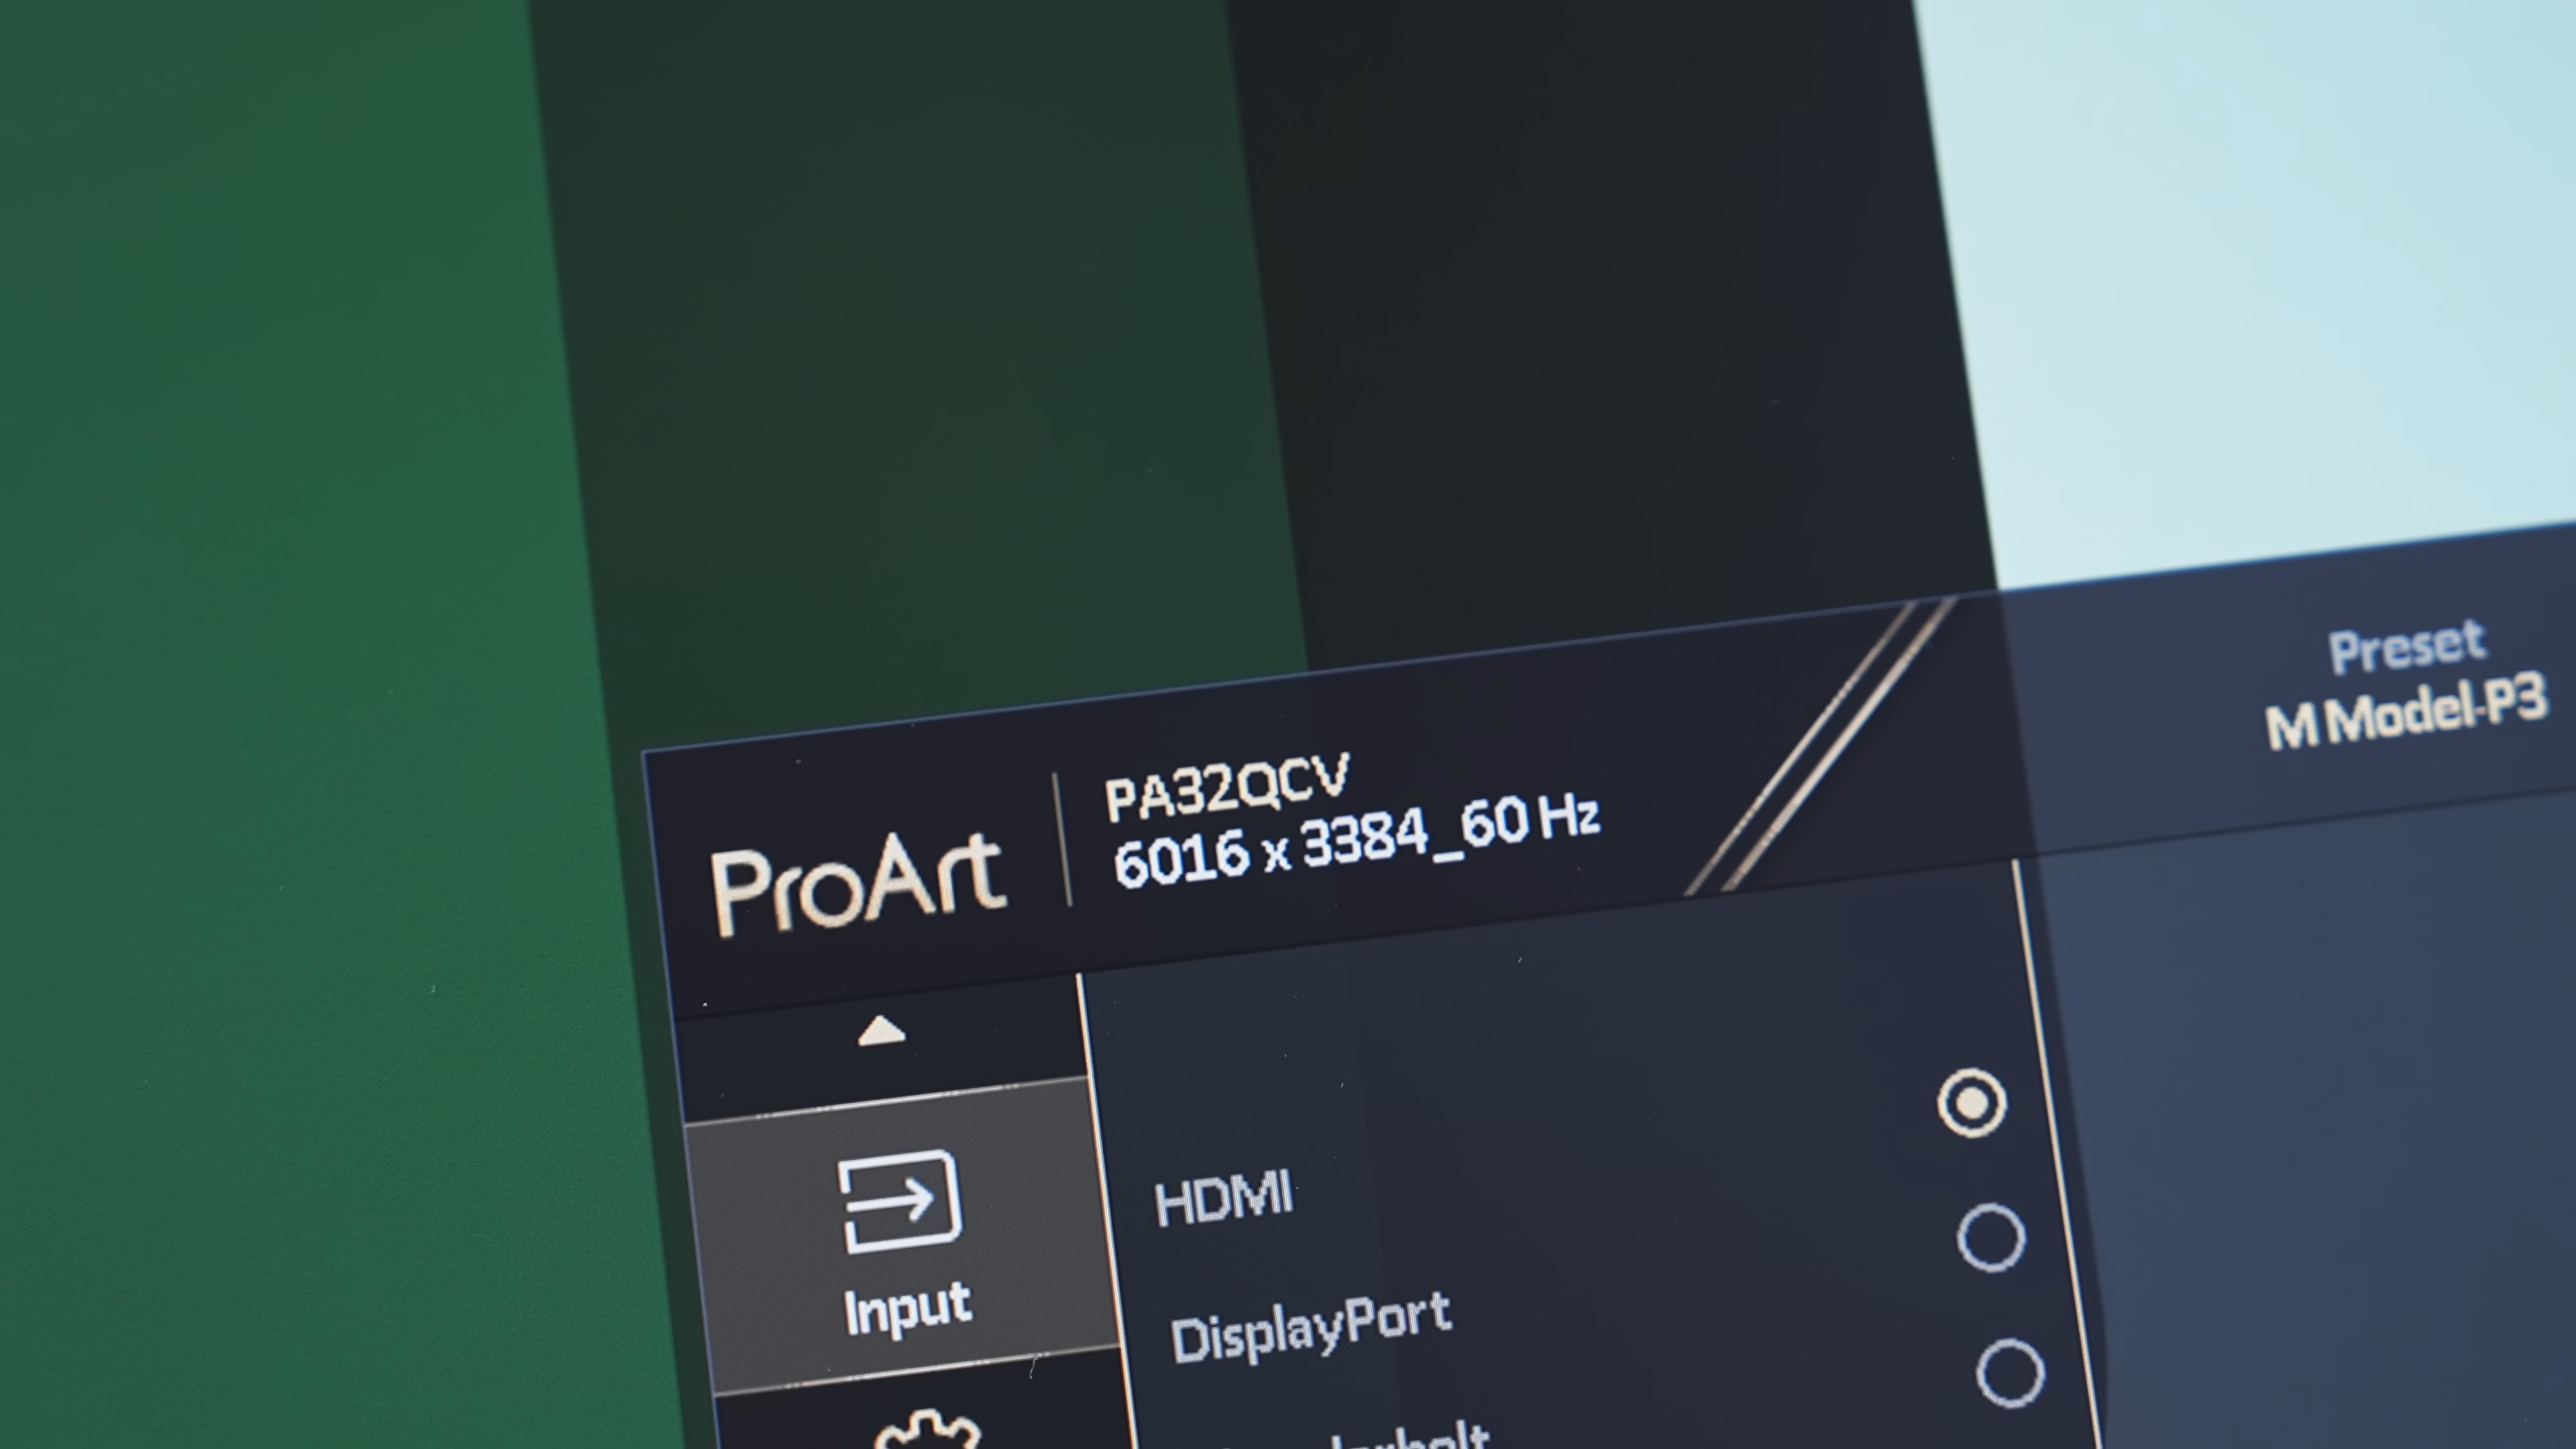 Preset
M Model-P3
ProArt
PA32QCV
6016 x 3384_60 Hz
Input
HDMI
DisplayPort